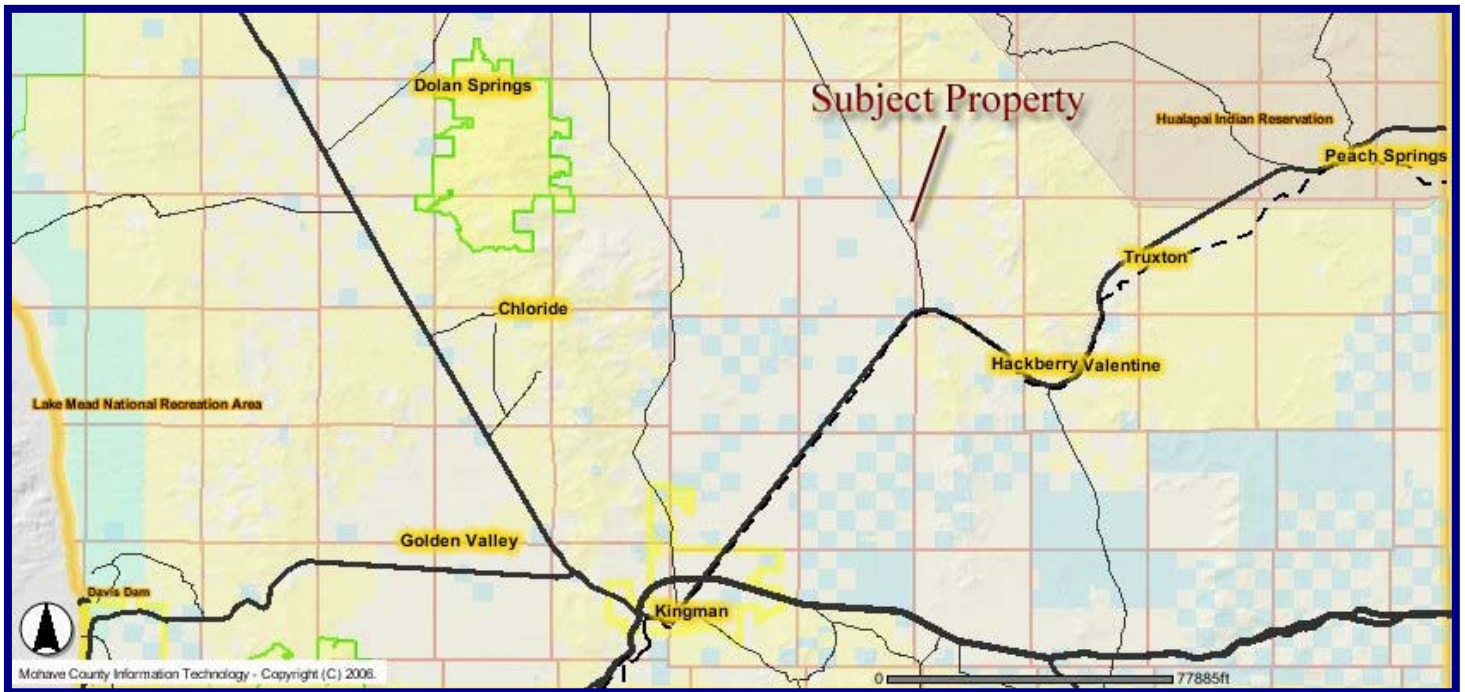 Dolan Springs
Subject Property
Hualapai Indian Reservation
Peach Springs
Truxton
Chloride
Hackberry Valentine
Lake Mead National Recreation Area
Golden Valley
Davis Dam
Kingman
Mohave County Information Technology - Copyright (C) 2006.
0 77885ft